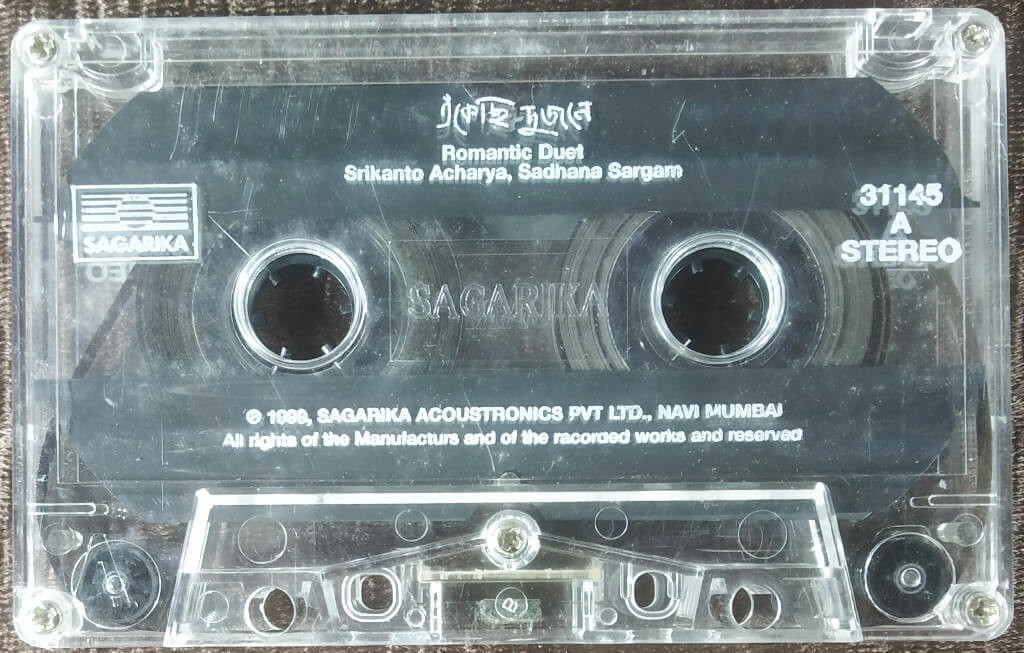 এঁকেছি দুজনে
Romantic Duet
Srikanto Acharya, Sadhana Sargam
SAGARIKA
31145
A
STEREO
SAGARIKA
℗ 1999, SAGARIKA ACOUSTRONICS PVT LTD., NAVI MUMBAI
All rights of the Manufacturs and of the racorded works and reserved
B